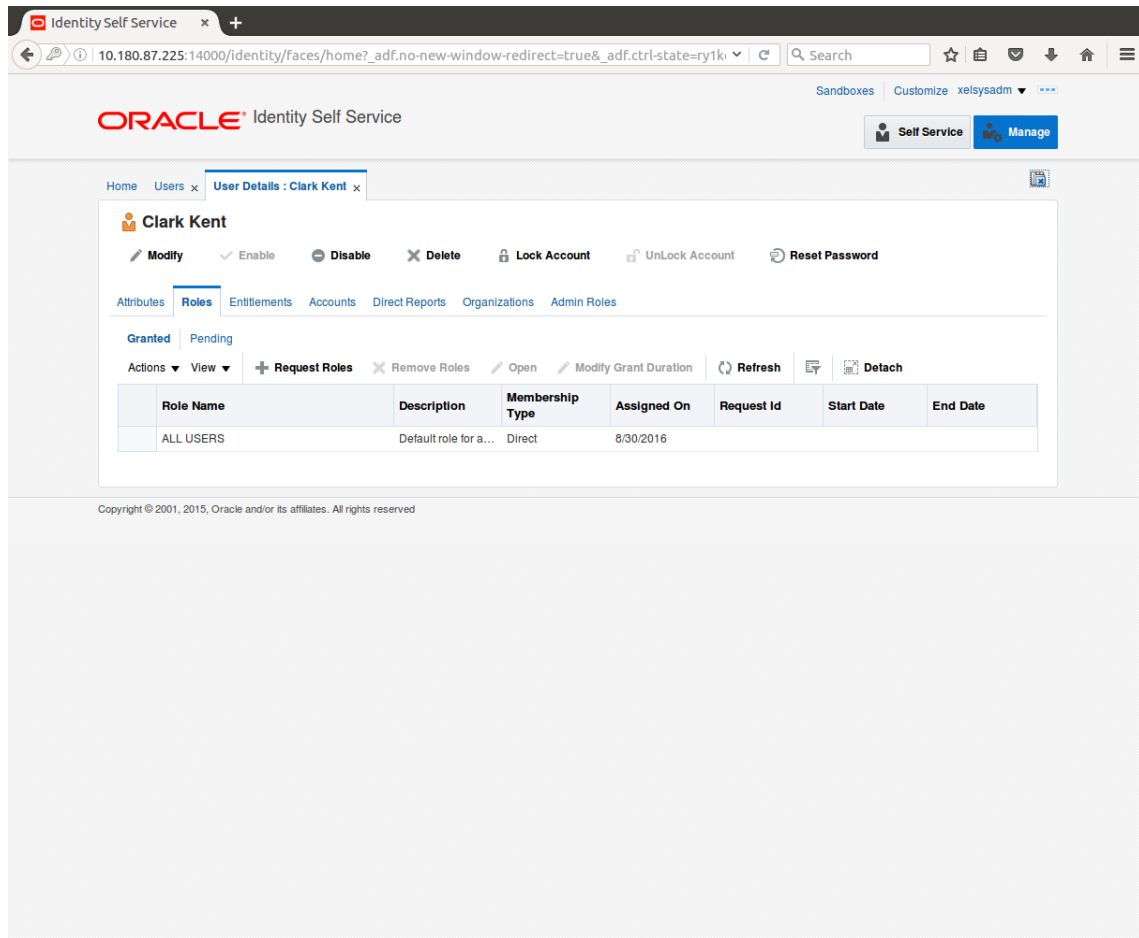 Identity Self Service × +
10.180.87.225:14000/identity/faces/home?_adf.no-new-window-redirect=true&_adf.ctrl-state=ry1k Search
Sandboxes Customize xelsysadm
ORACLE® Identity Self Service
Self Service Manage
Home Users x User Details : Clark Kent x
Clark Kent
Modify Enable Disable Delete Lock Account UnLock Account Reset Password
Attributes Roles Entitlements Accounts Direct Reports Organizations Admin Roles
Granted Pending
Actions View Request Roles Remove Roles Open Modify Grant Duration Refresh Detach
Role Name Description Membership Type Assigned On Request Id Start Date End Date
ALL USERS Default role for a... Direct 8/30/2016
Copyright © 2001, 2015, Oracle and/or its affiliates. All rights reserved